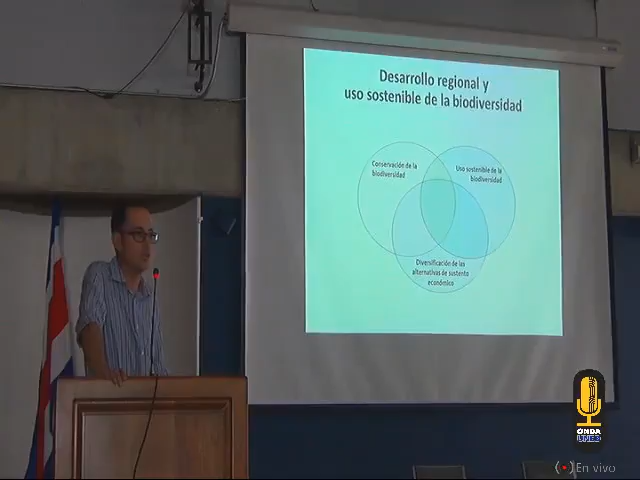 Desarrollo regional y
uso sostenible de la biodiversidad
Conservación de la
biodiversidad
Uso sostenible de la
biodiversidad
Diversificación de las
alternativas de sustento
económico
ONDA
UNED
En vivo